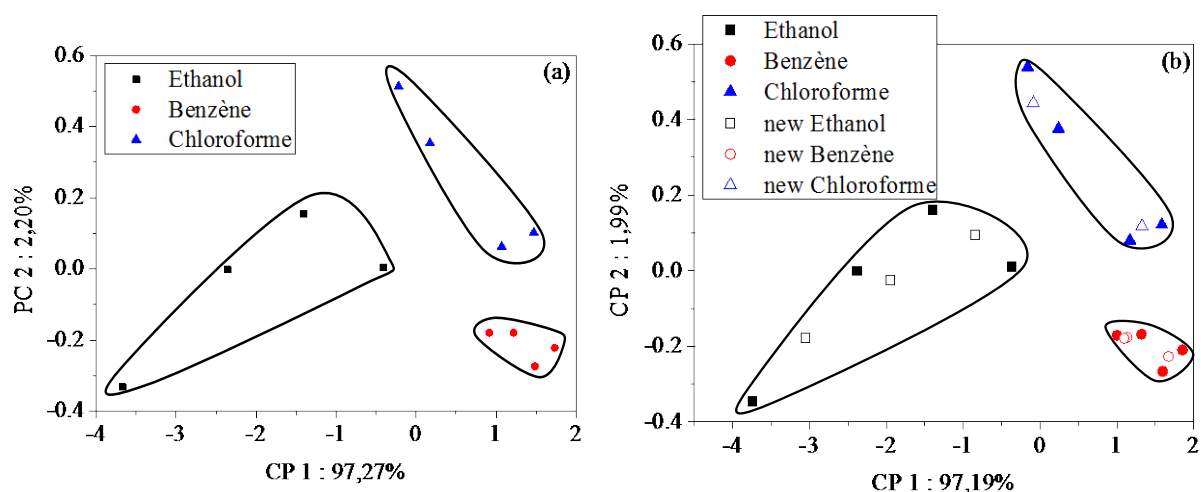 (a)
Ethanol
Benzène
Chloroforme
0.6
0.4
0.2
0.0
-0.2
-0.4
PC 2 : 2,20%
-4 -3 -2 -1 0 1 2
CP 1 : 97,27%
(b)
Ethanol
Benzène
Chloroforme
new Ethanol
new Benzène
new Chloroforme
0.6
0.4
0.2
0.0
-0.2
-0.4
CP 2 : 1,99%
-4 -3 -2 -1 0 1 2
CP 1 : 97,19%